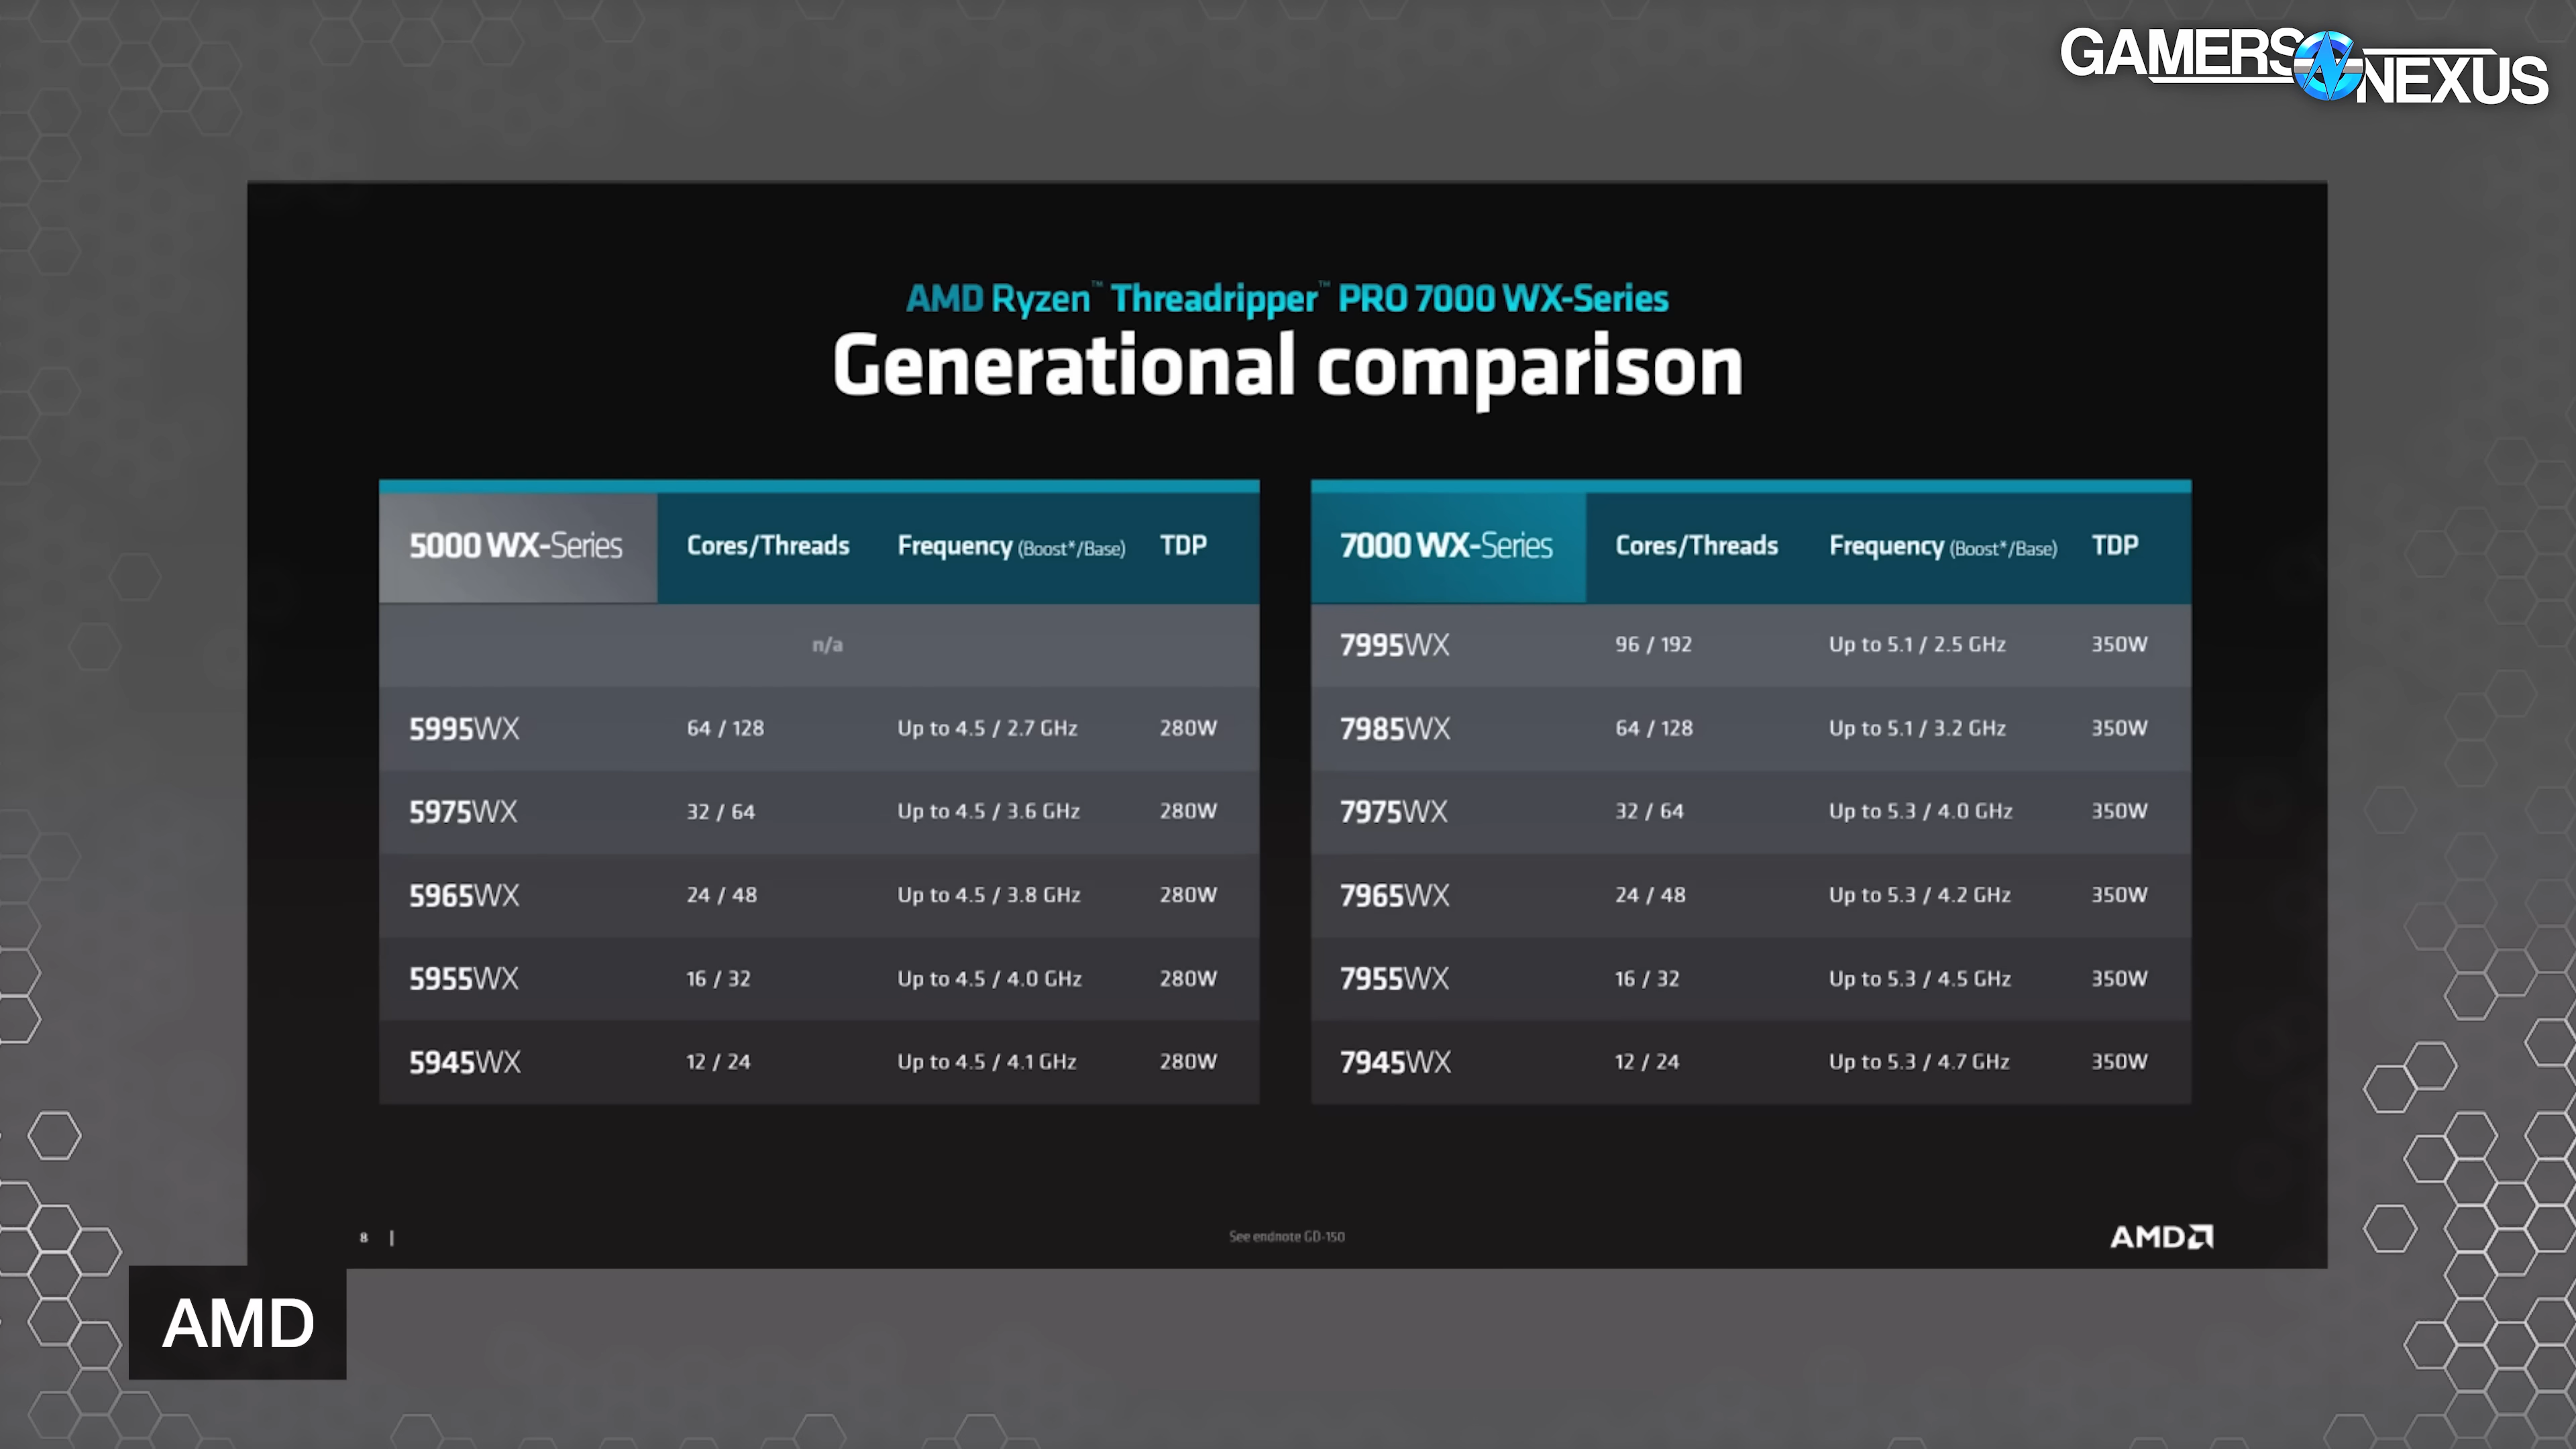 GAMERS NEXUS
AMD Ryzen™ Threadripper™ PRO 7000 WX-Series
Generational comparison
5000 WX-Series Cores/Threads Frequency (Boost*/Base) TDP
n/a
5995WX 64 / 128 Up to 4.5 / 2.7 GHz 280W
5975WX 32 / 64 Up to 4.5 / 3.6 GHz 280W
5965WX 24 / 48 Up to 4.5 / 3.8 GHz 280W
5955WX 16 / 32 Up to 4.5 / 4.0 GHz 280W
5945WX 12 / 24 Up to 4.5 / 4.1 GHz 280W
7000 WX-Series Cores/Threads Frequency (Boost*/Base) TDP
7995WX 96 / 192 Up to 5.1 / 2.5 GHz 350W
7985WX 64 / 128 Up to 5.1 / 3.2 GHz 350W
7975WX 32 / 64 Up to 5.3 / 4.0 GHz 350W
7965WX 24 / 48 Up to 5.3 / 4.2 GHz 350W
7955WX 16 / 32 Up to 5.3 / 4.5 GHz 350W
7945WX 12 / 24 Up to 5.3 / 4.7 GHz 350W
8 |
See endnote GD-150
AMD
AMD